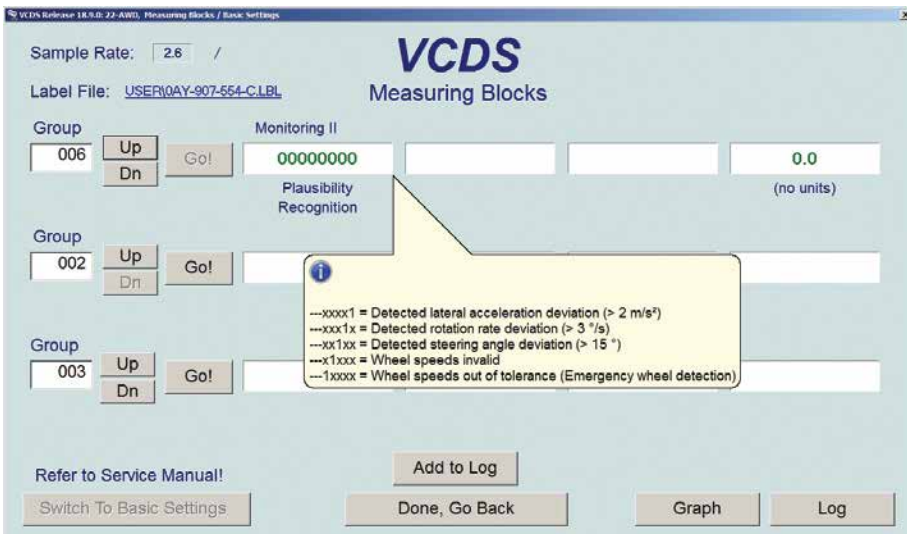 VCDS Release 18.9.0: 22-AWD, Measuring Blocks / Basic Settings
Sample Rate: 2.6 /
VCDS
Label File: USER\0AY-907-554-C.LBL
Measuring Blocks
Group
Monitoring II
006 Up Go! 00000000 0.0
Dn
Plausibility
Recognition
(no units)
Group
002 Up Go!
Dn
---xxxx1 = Detected lateral acceleration deviation (> 2 m/s²)
---xxx1x = Detected rotation rate deviation (> 3 °/s)
---xx1xx = Detected steering angle deviation (> 15 °)
---x1xxx = Wheel speeds invalid
---1xxxx = Wheel speeds out of tolerance (Emergency wheel detection)
Group
003 Up Go!
Dn
Refer to Service Manual!
Add to Log
Switch To Basic Settings Done, Go Back Graph Log